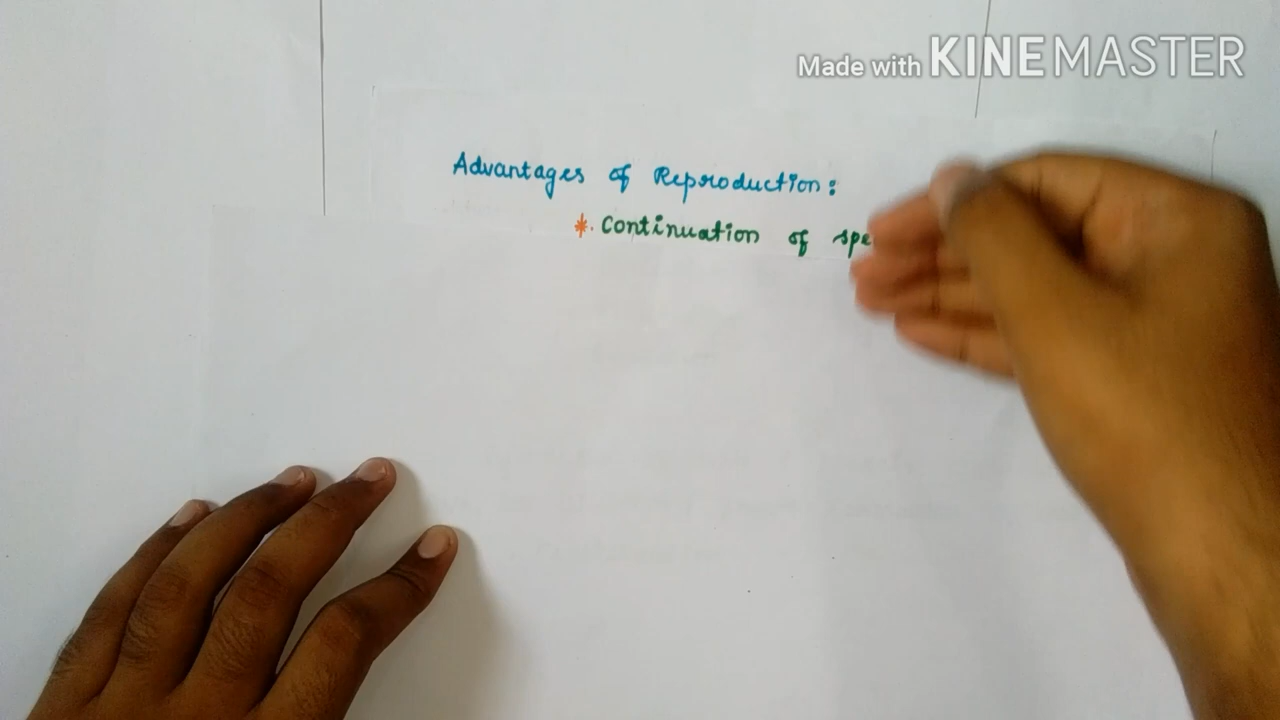 Made with KINEMASTER
Advantages of Reproduction:
*. Continuation of